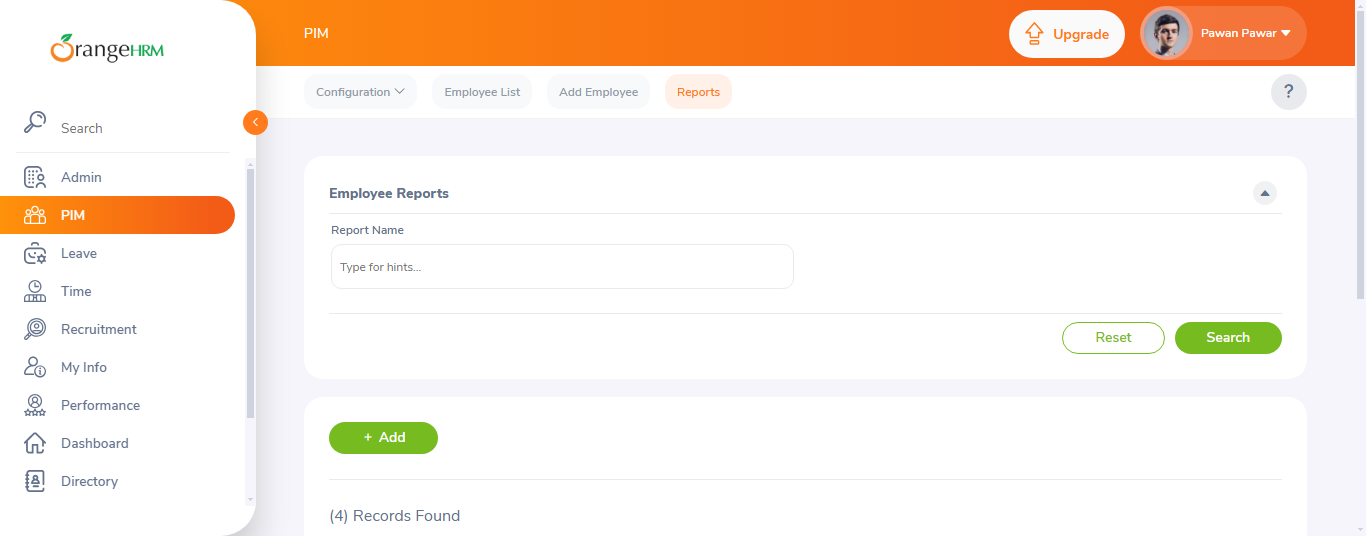 OrangeHRM
PIM
Upgrade
Pawan Pawar
Configuration
Employee List
Add Employee
Reports
?
Search
Admin
PIM
Leave
Time
Recruitment
My Info
Performance
Dashboard
Directory
Employee Reports
Report Name
Type for hints...
Reset
Search
+ Add
(4) Records Found